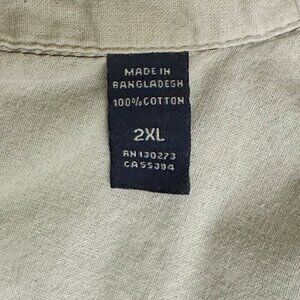 MADE IN
BANGLADESH
100% COTTON
2XL
RN 130273
CA 55394